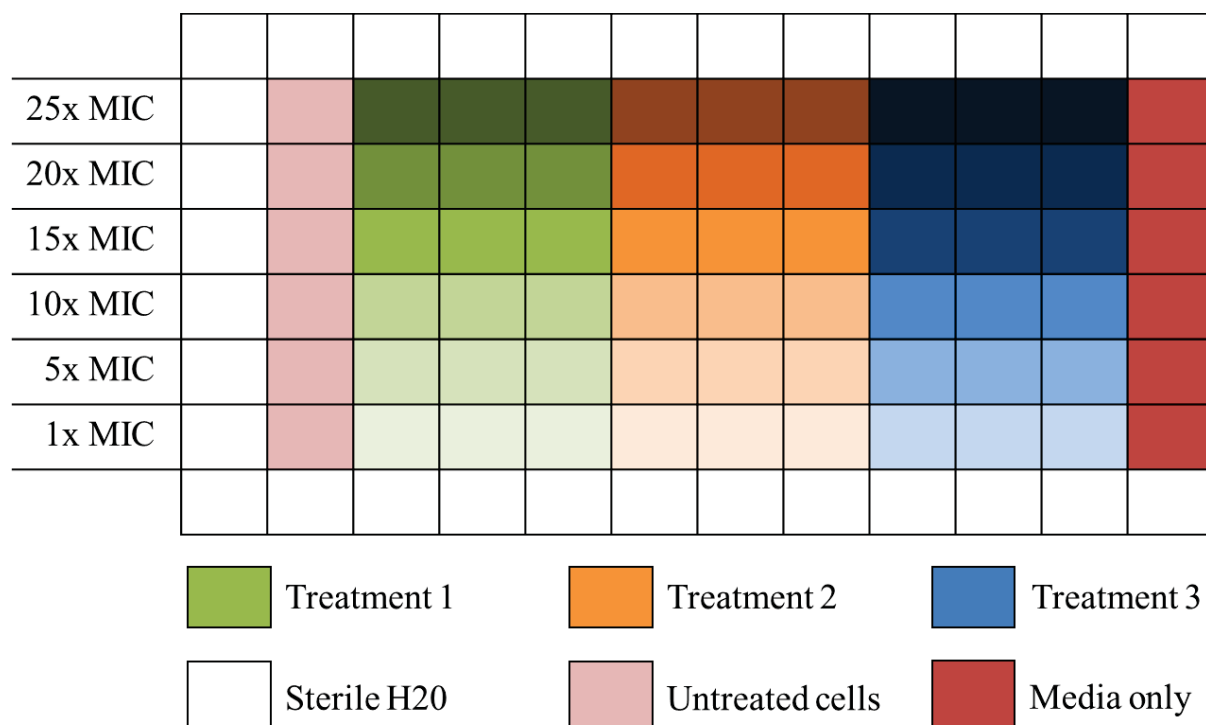 25x MIC
20x MIC
15x MIC
10x MIC
5x MIC
1x MIC
Treatment 1
Treatment 2
Treatment 3
Sterile H20
Untreated cells
Media only